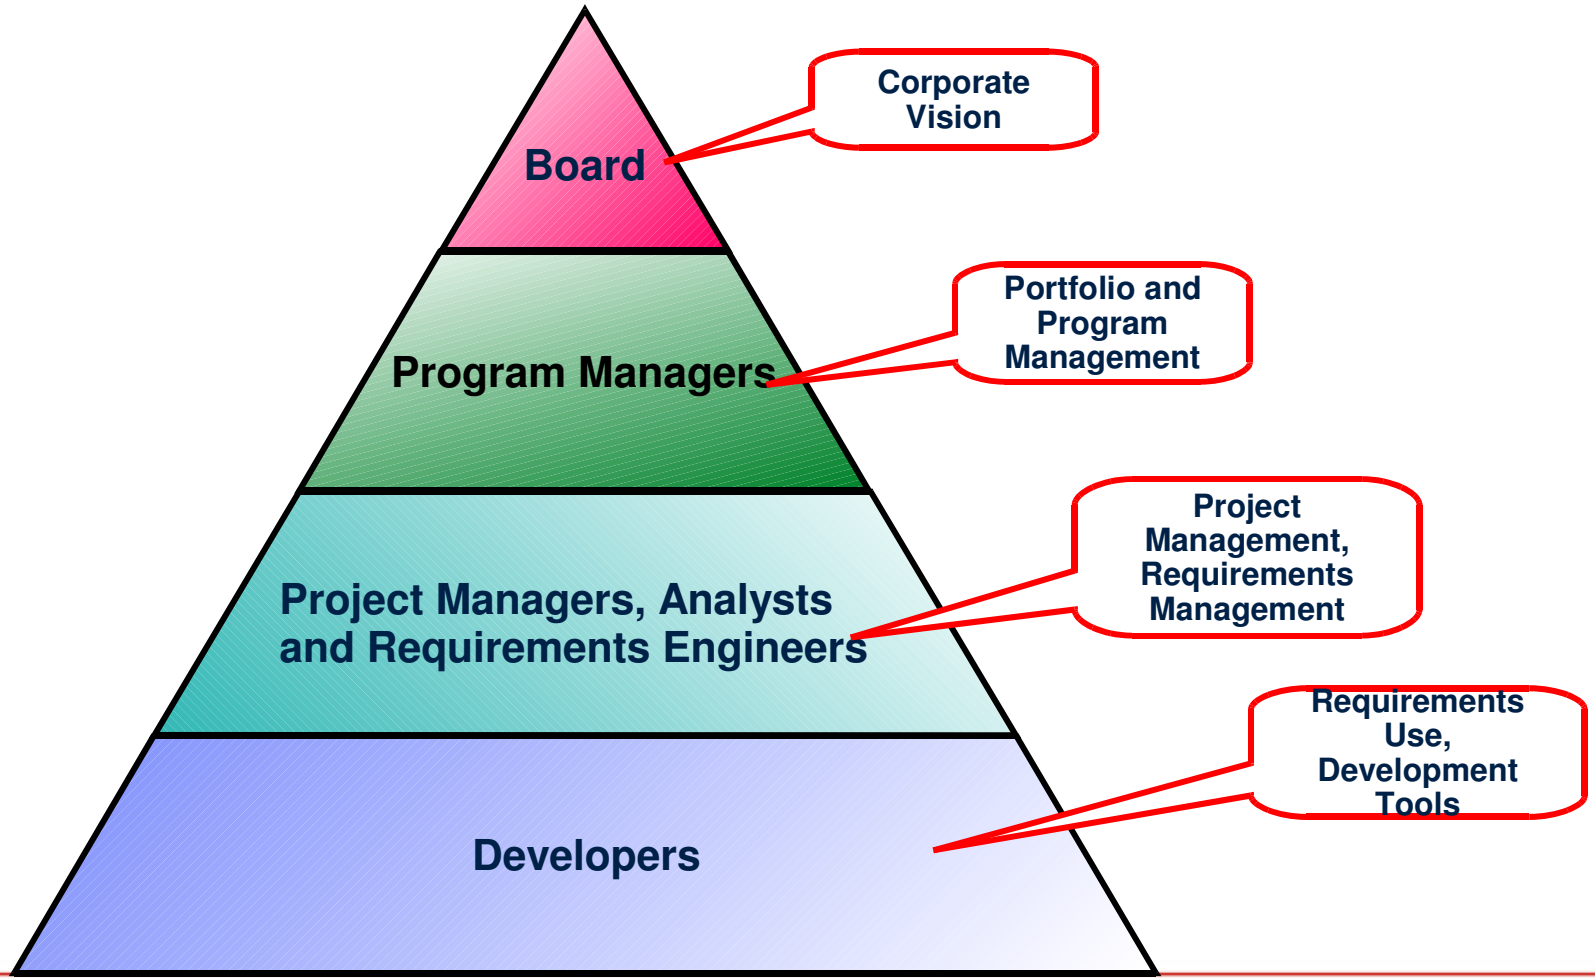 Corporate
Vision
Board
Portfolio and
Program
Management
Program Managers
Project
Management,
Requirements
Management
Project Managers, Analysts
and Requirements Engineers
Requirements
Use,
Development
Tools
Developers